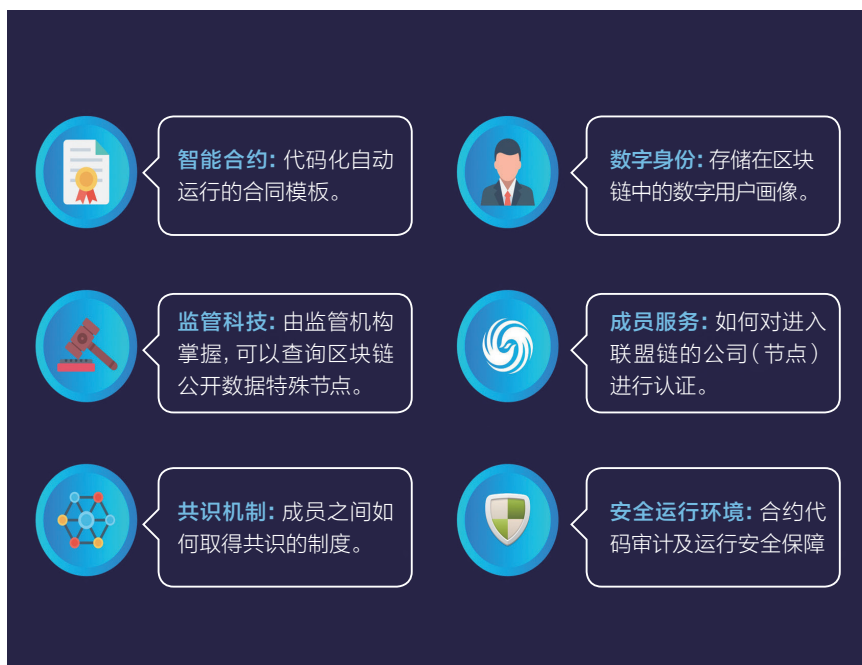 智能合约：代码化自动
运行的合同模板。
数字身份：存储在区块
链中的数字用户画像。
监管科技：由监管机构
掌握，可以查询区块链
公开数据特殊节点。
成员服务：如何对进入
联盟链的公司（节点）
进行认证。
共识机制：成员之间如
何取得共识的制度。
安全运行环境：合约代
码审计及运行安全保障